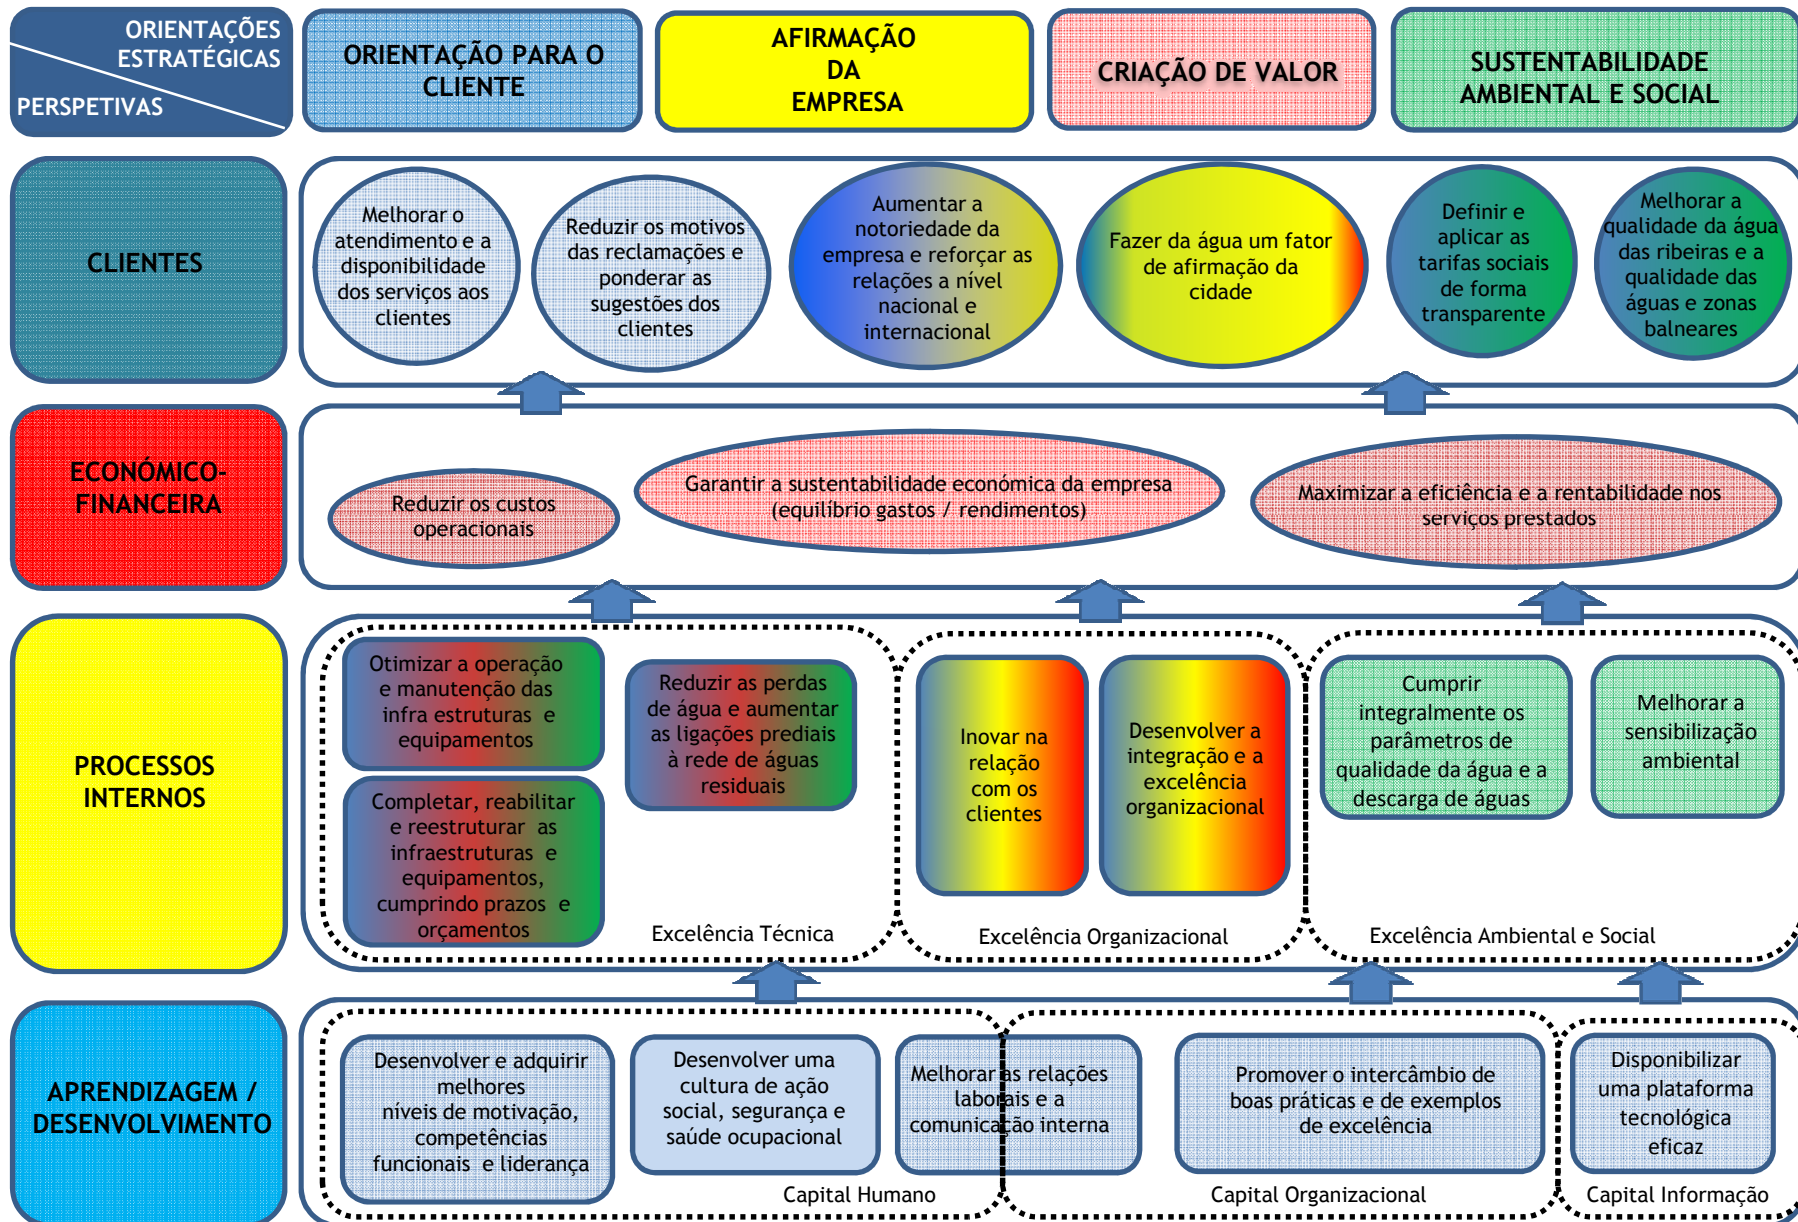 ORIENTAÇÕES
ESTRATÉGICAS
PERSPETIVAS
ORIENTAÇÃO PARA O
CLIENTE
AFIRMAÇÃO
DA
EMPRESA
CRIAÇÃO DE VALOR
SUSTENTABILIDADE
AMBIENTAL E SOCIAL
CLIENTES
Melhorar o
atendimento e a
disponibilidade
dos serviços aos
clientes
Reduzir os motivos
das reclamações e
ponderar as
sugestões dos
clientes
Aumentar a
notoriedade da
empresa e reforçar as
relações a nível
nacional e
internacional
Fazer da água um fator
de afirmação da
cidade
Definir e
aplicar as
tarifas sociais
de forma
transparente
Melhorar a
qualidade da água
das ribeiras e a
qualidade das
águas e zonas
balneares
ECONÓMICO-
FINANCEIRA
Reduzir os custos
operacionais
Garantir a sustentabilidade económica da empresa
(equilíbrio gastos / rendimentos)
Maximizar a eficiência e a rentabilidade nos
serviços prestados
PROCESSOS
INTERNOS
Otimizar a operação
e manutenção das
infra estruturas e
equipamentos
Completar, reabilitar
e reestruturar as
infraestruturas e
equipamentos,
cumprindo prazos e
orçamentos
Reduzir as perdas
de água e aumentar
as ligações prediais
à rede de águas
residuais
Excelência Técnica
Inovar na
relação
com os
clientes
Desenvolver a
integração e a
excelência
organizacional
Excelência Organizacional
Cumprir
integralmente os
parâmetros de
qualidade da água e a
descarga de águas
Melhorar a
sensibilização
ambiental
Excelência Ambiental e Social
APRENDIZAGEM /
DESENVOLVIMENTO
Desenvolver e adquirir
melhores
níveis de motivação,
competências
funcionais e liderança
Desenvolver uma
cultura de ação
social, segurança e
saúde ocupacional
Melhorar as relações
laborais e a
comunicação interna
Capital Humano
Promover o intercâmbio de
boas práticas e de exemplos
de excelência
Capital Organizacional
Disponibilizar
uma plataforma
tecnológica
eficaz
Capital Informação